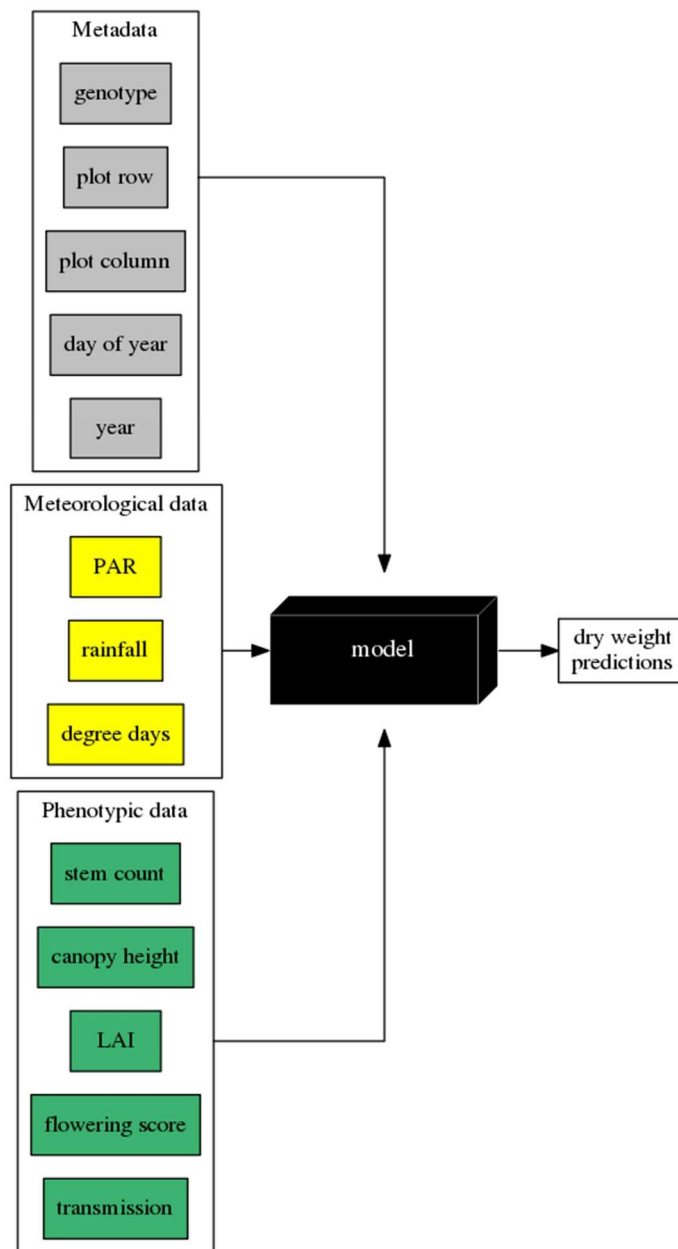 Metadata
genotype
plot row
plot column
day of year
year
Meteorological data
PAR
rainfall
degree days
model
dry weight
predictions
Phenotypic data
stem count
canopy height
LAI
flowering score
transmission